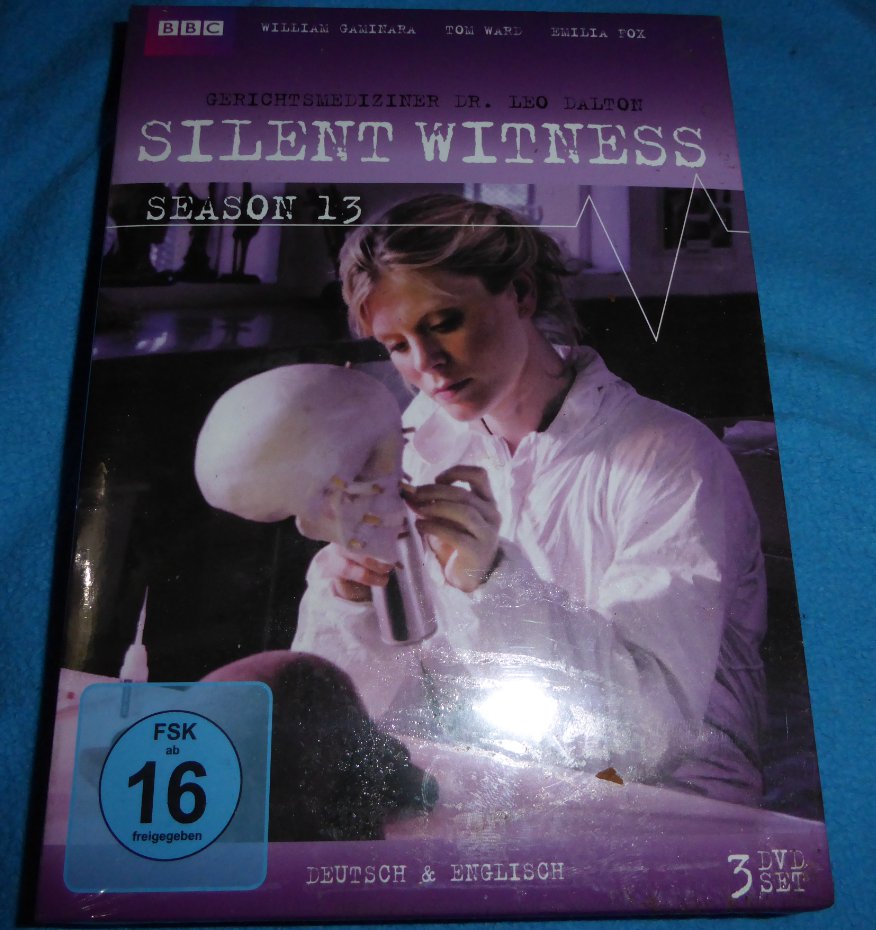 BBC WILLIAM GAMINARA TOM WARD EMILIA FOX
GERICHTSMEDIZINER DR. LEO DALTON
SILENT WITNESS
SEASON 13
FSK
ab
16
freigegeben
DEUTSCH & ENGLISCH
3 DVD
SET